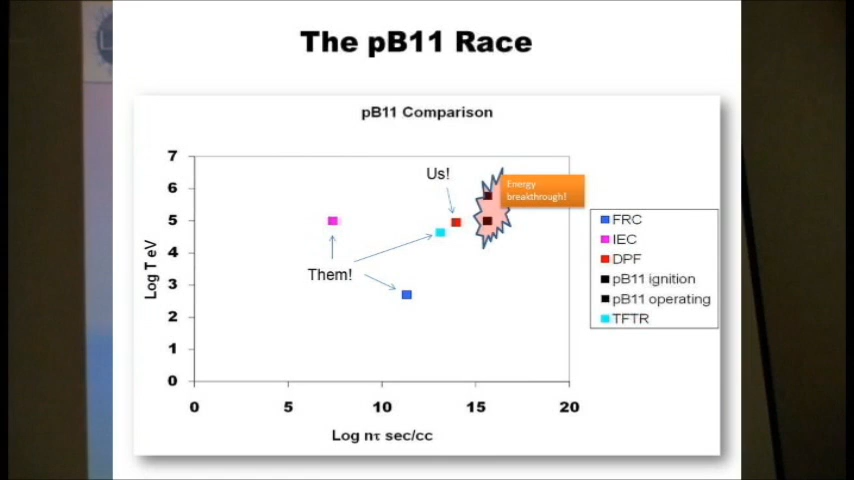 The pB11 Race
pB11 Comparison
7
6
5
4
3
2
1
0
Log T eV
0 5 10 15 20
Log nτ sec/cc
Us!
Them!
Energy
breakthrough!
FRC
IEC
DPF
pB11 ignition
pB11 operating
TFTR